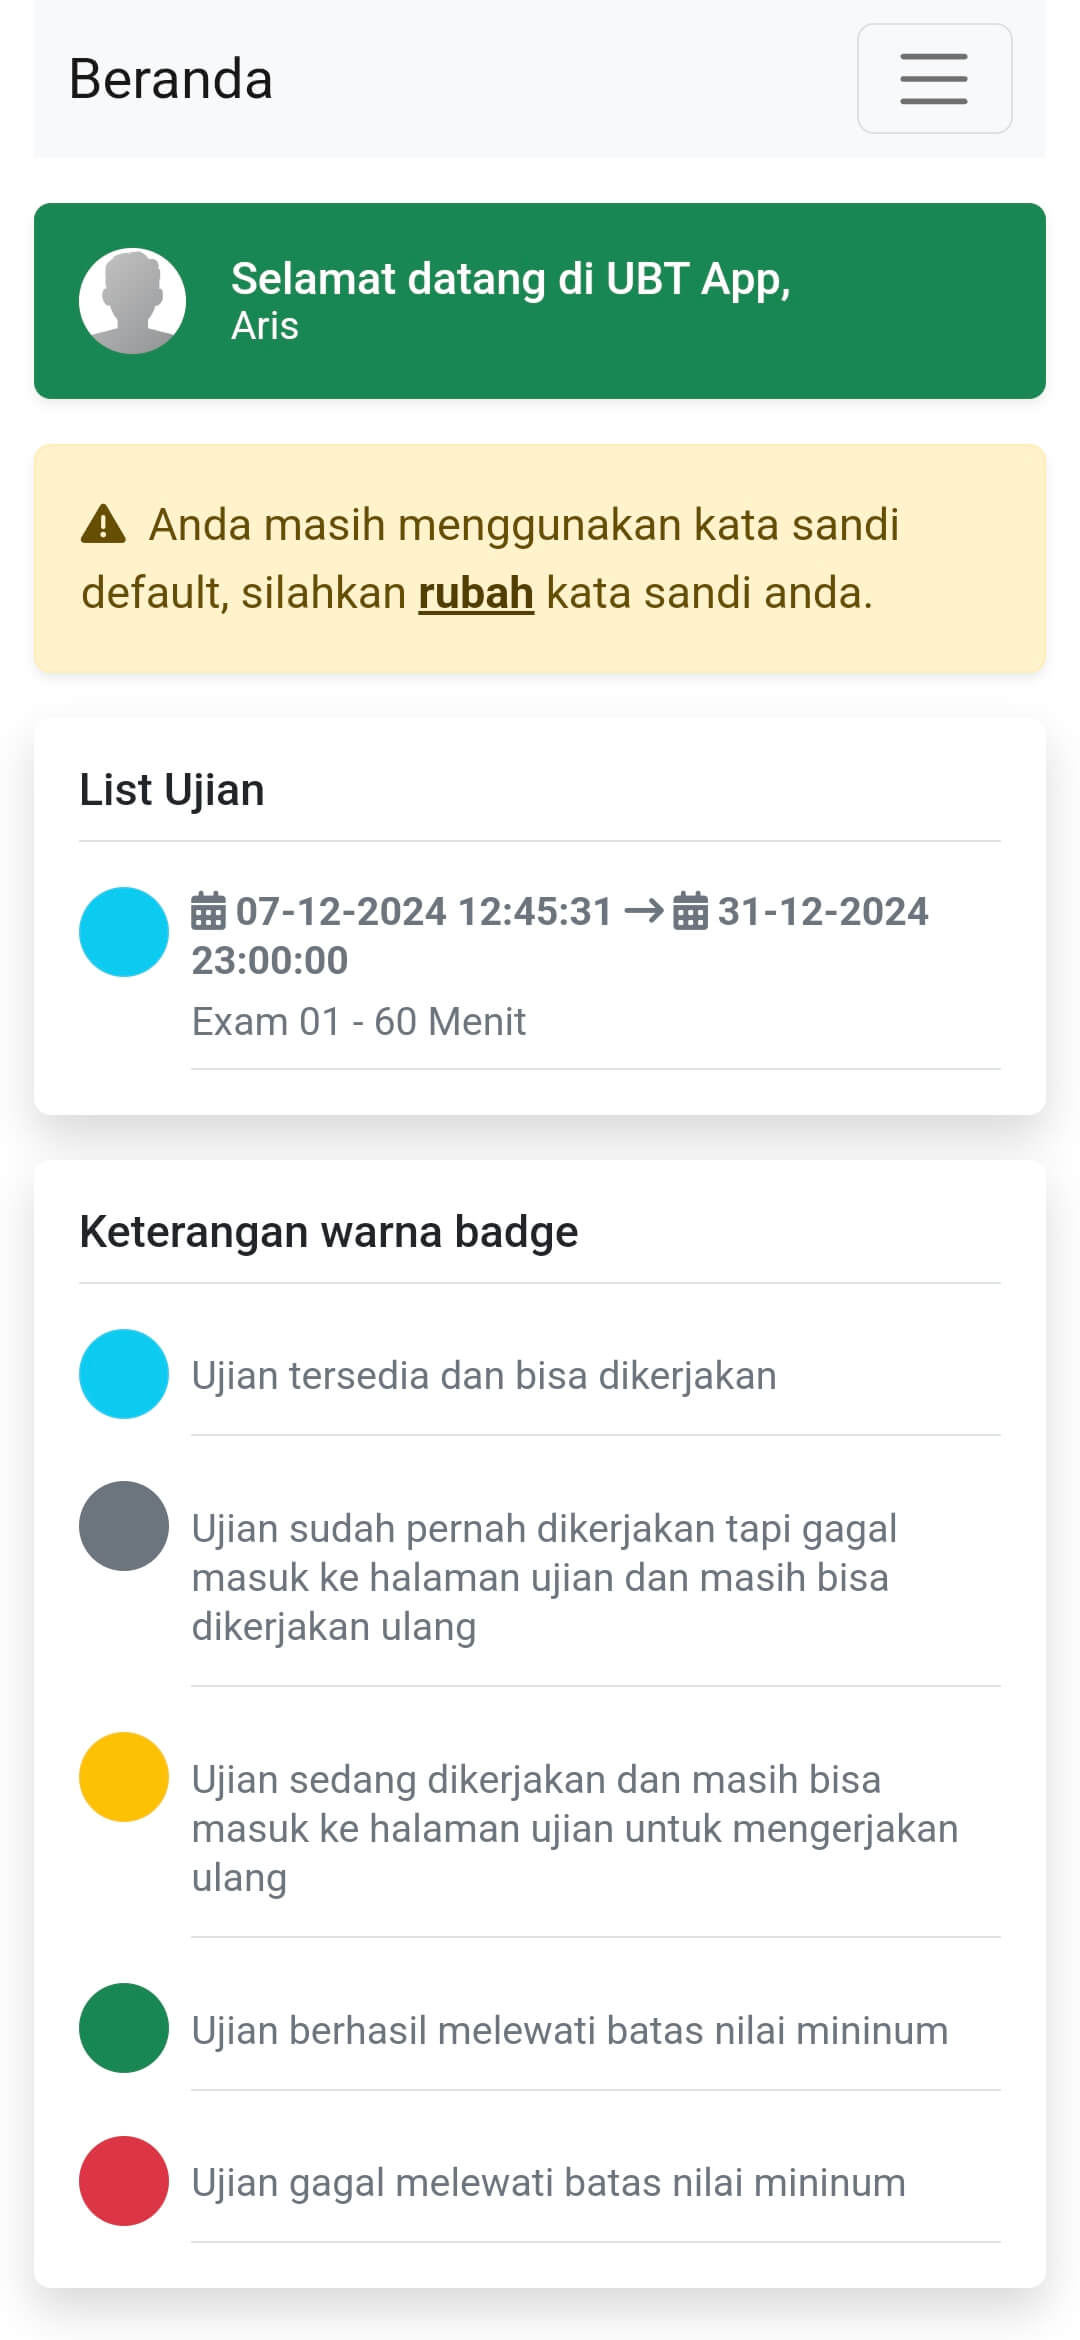 Beranda
Selamat datang di UBT App,
Aris
Anda masih menggunakan kata sandi
default, silahkan rubah kata sandi anda.
List Ujian
07-12-2024 12:45:31 → 31-12-2024
23:00:00
Exam 01 - 60 Menit
Keterangan warna badge
Ujian tersedia dan bisa dikerjakan
Ujian sudah pernah dikerjakan tapi gagal
masuk ke halaman ujian dan masih bisa
dikerjakan ulang
Ujian sedang dikerjakan dan masih bisa
masuk ke halaman ujian untuk mengerjakan
ulang
Ujian berhasil melewati batas nilai mininum
Ujian gagal melewati batas nilai mininum